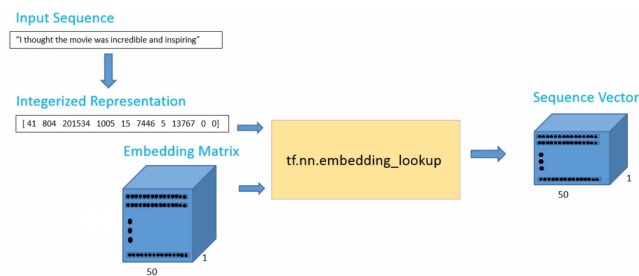 Input Sequence
"I thought the movie was incredible and inspiring"
Integerized Representation
[ 41 804 201534 1005 15 7446 5 13767 0 0]
Embedding Matrix
50
1
tf.nn.embedding_lookup
Sequence Vector
50
1